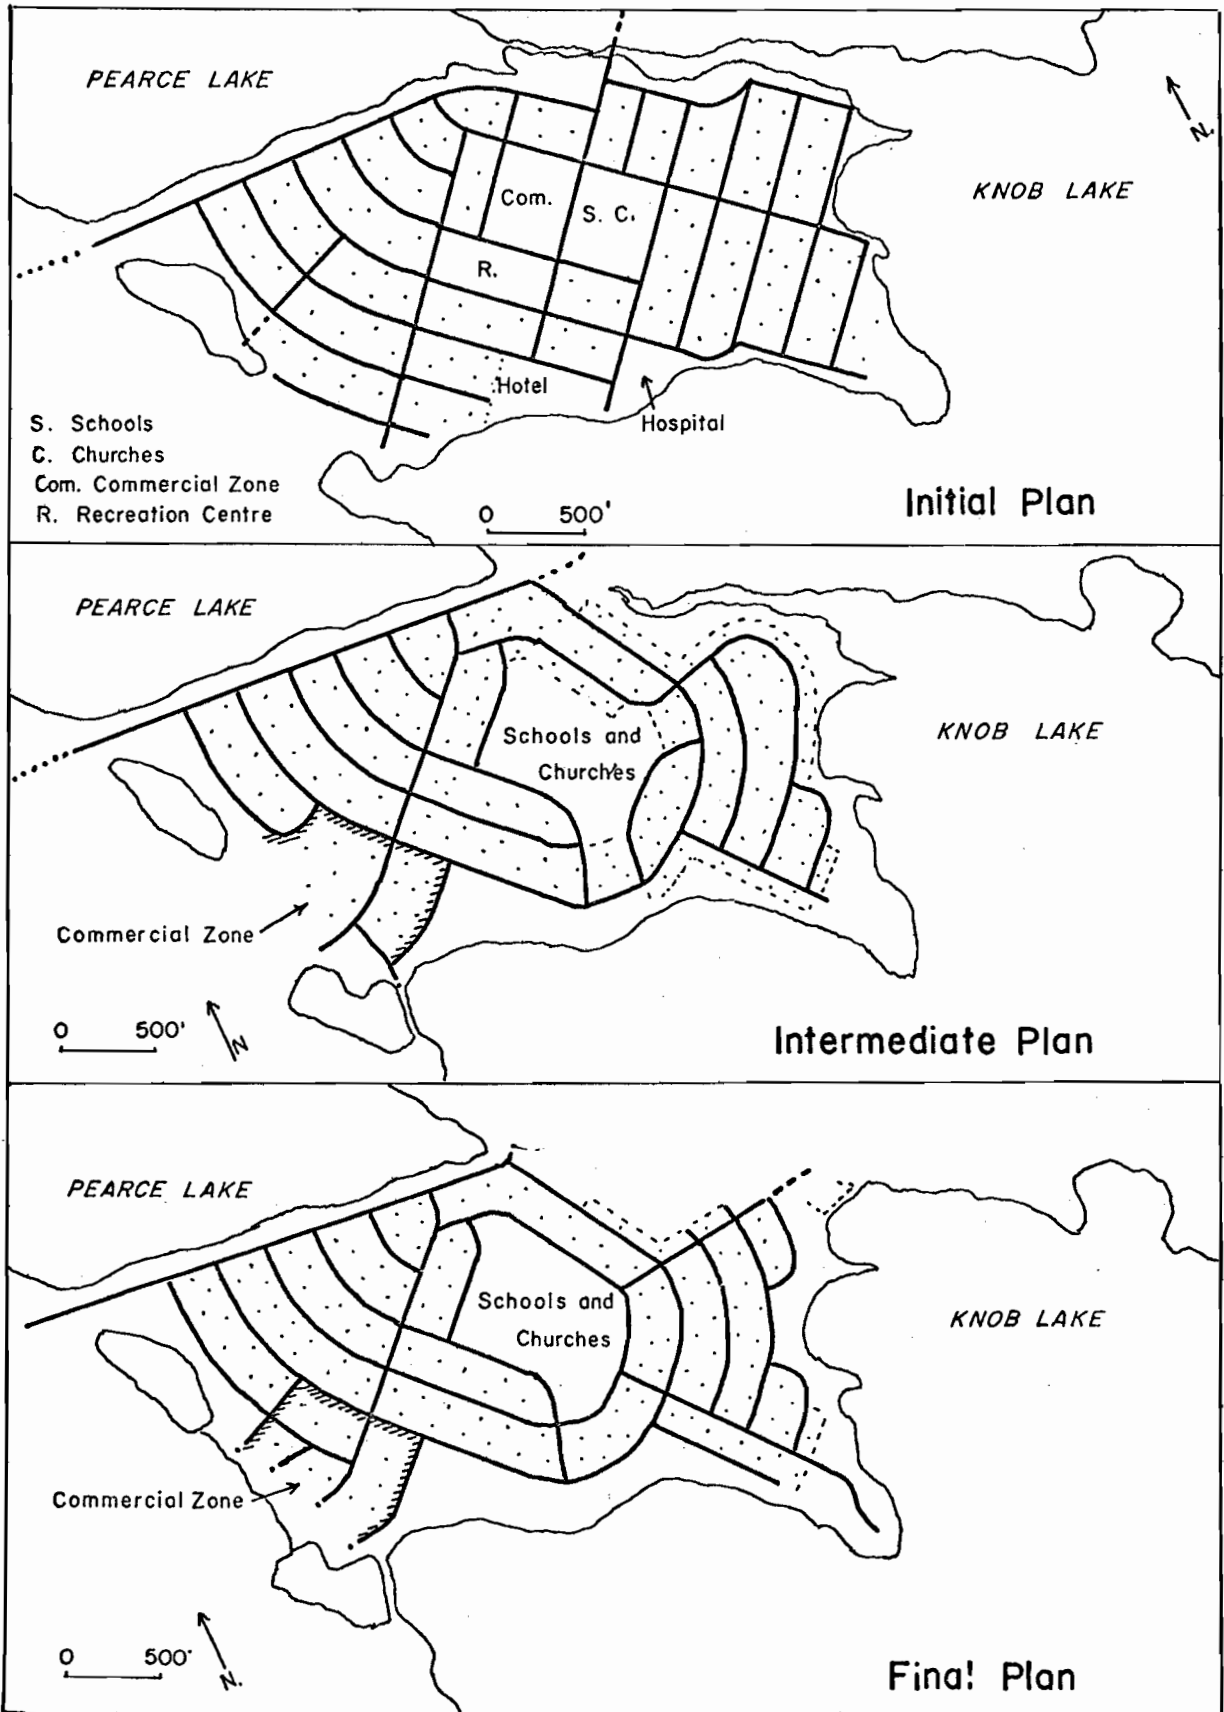 PEARCE LAKE
N.
KNOB LAKE
Com.
S. C.
R.
Hotel
Hospital
S. Schools
C. Churches
Com. Commercial Zone
R. Recreation Centre
0 500'
Initial Plan
PEARCE LAKE
KNOB LAKE
Schools and
Churches
Commercial Zone
0 500'
N
Intermediate Plan
PEARCE LAKE
KNOB LAKE
Schools and
Churches
Commercial Zone
0 500'
N.
Final Plan